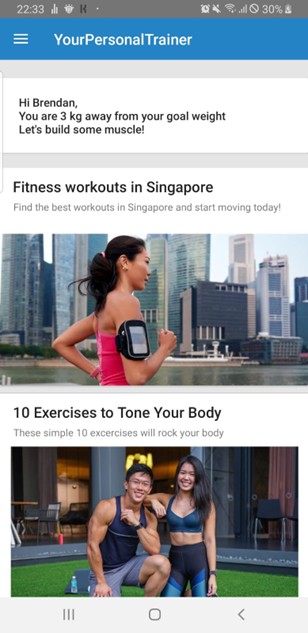 22:33 30%
YourPersonalTrainer
Hi Brendan,
You are 3 kg away from your goal weight
Let's build some muscle!
Fitness workouts in Singapore
Find the best workouts in Singapore and start moving today!
10 Exercises to Tone Your Body
These simple 10 excercises will rock your body